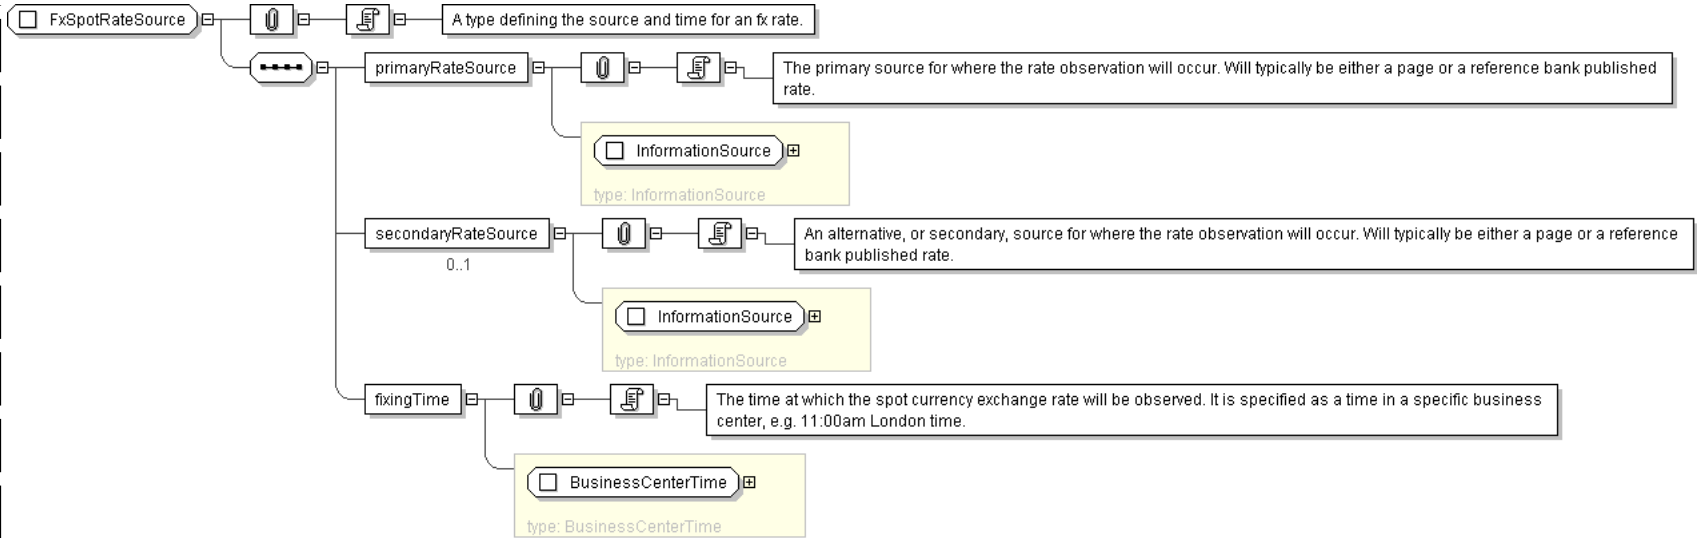 FxSpotRateSource
A type defining the source and time for an fx rate.
primaryRateSource
The primary source for where the rate observation will occur. Will typically be either a page or a reference bank published
rate.
InformationSource
type: InformationSource
secondaryRateSource
0..1
An alternative, or secondary, source for where the rate observation will occur. Will typically be either a page or a reference
bank published rate.
InformationSource
type: InformationSource
fixingTime
The time at which the spot currency exchange rate will be observed. It is specified as a time in a specific business
center, e.g. 11:00am London time.
BusinessCenterTime
type: BusinessCenterTime